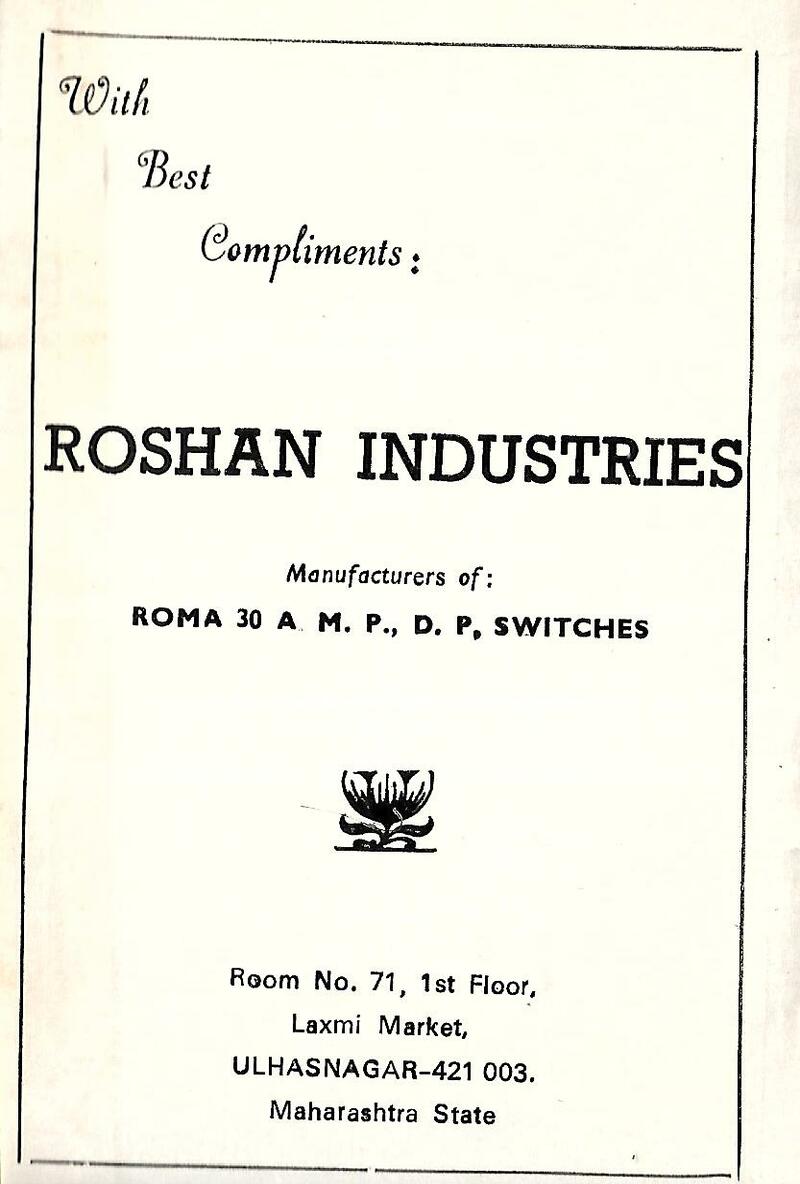 With
Best
Compliments :
ROSHAN INDUSTRIES
Manufacturers of :
ROMA 30 A. M. P., D. P, SWITCHES
Room No. 71, 1st Floor,
Laxmi Market,
ULHASNAGAR-421 003.
Maharashtra State